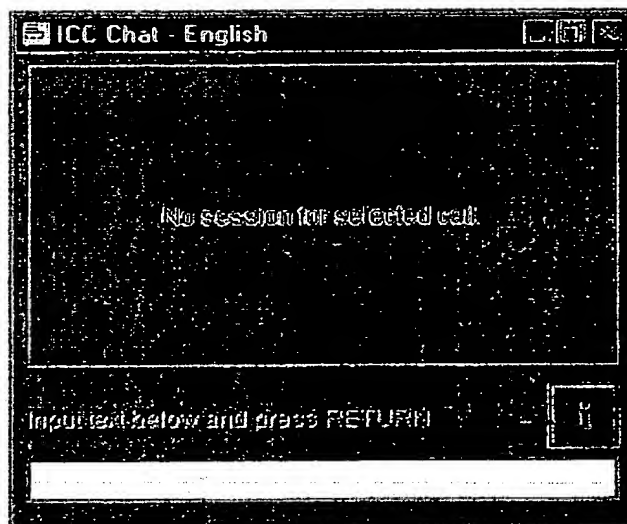 ICC Chat - English
No session for selected call.
Input text below and press RETURN
i